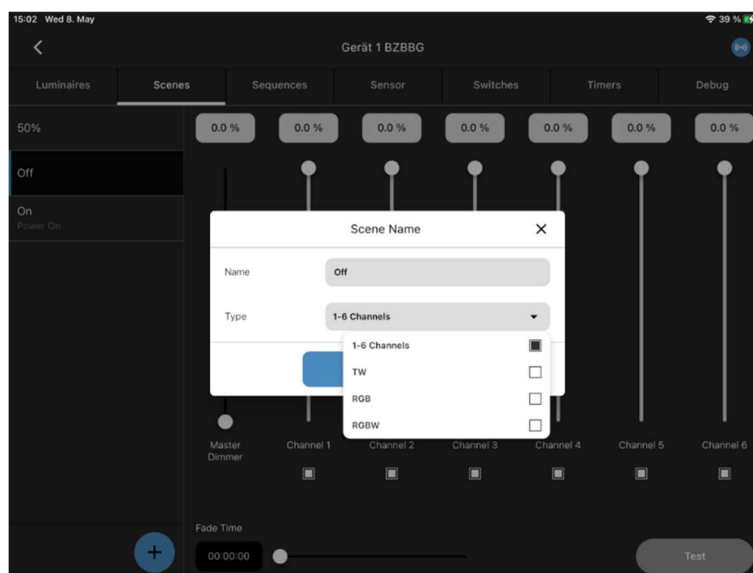 15:02 Wed 8. May
39 %
Gerät 1 BZBBG
Luminaires Scenes Sequences Sensor Switches Timers Debug
50%
0.0 % 0.0 % 0.0 % 0.0 % 0.0 % 0.0 % 0.0 %
Off
On
Power On
Scene Name
Name
Off
Type
1-6 Channels
1-6 Channels
TW
RGB
RGBW
Master
Dimmer
Channel 1 Channel 2 Channel 3 Channel 4 Channel 5 Channel 6
Fade Time
00:00:00
Test